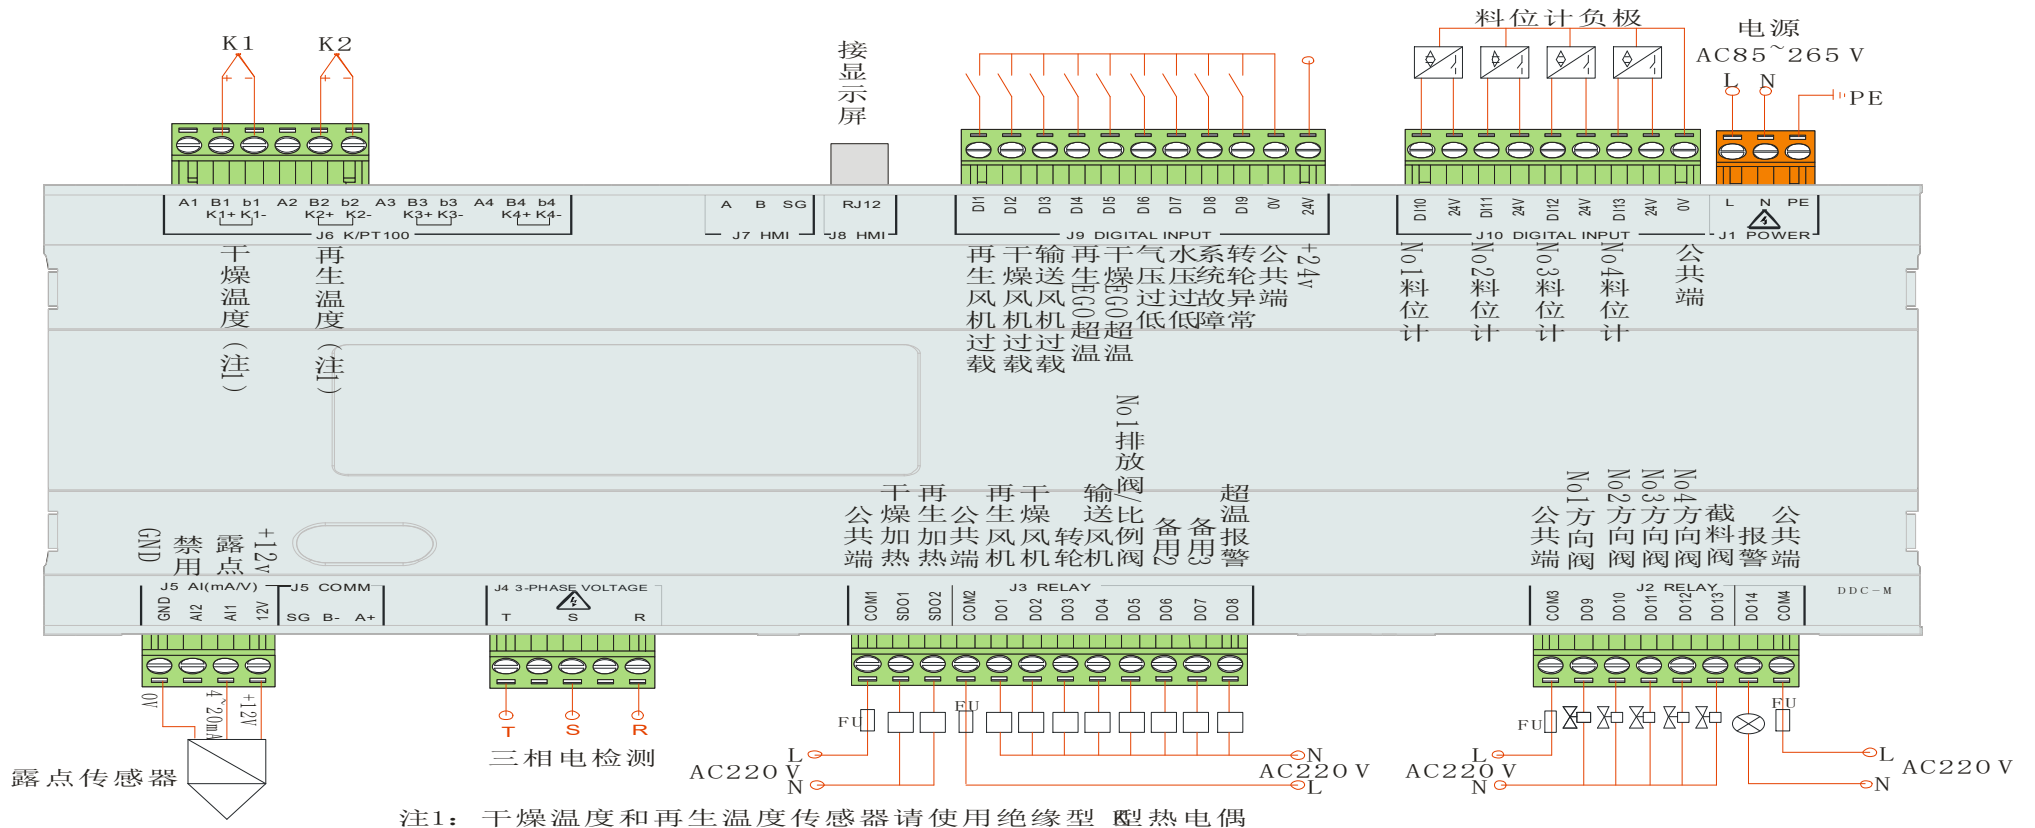 K1 K2
接显示屏
料位计负极
电源
AC85~265V
L N
PE
+ - + -
A1 B1 b1 A2 B2 b2 A3 B3 b3 A4 B4 b4
K1+ K1- K2+ K2- K3+ K3- K4+ K4-
J6 K/PT100
A B SG
J7 HMI
RJ12
J8 HMI
DI1 DI2 DI3 DI4 DI5 DI6 DI7 DI8 DI9 0V 24V
J9 DIGITAL INPUT
DI10 24V DI11 24V DI12 24V DI13 24V 0V
J10 DIGITAL INPUT
L N PE
J1 POWER
干燥温度(注1)
再生温度(注1)
再生风机过载
干燥风机过载
输送风机过载
再生EGO超温
干燥EGO超温
气压过低
水压过低
系统故障
转轮异常
公共端
+24v
No1料位计
No2料位计
No3料位计
No4料位计
公共端
GND
禁用
露点
+12v
公共端
干燥加热
再生加热
公共端
再生风机
干燥风机
转轮
输送风机
No1排放阀/比例阀
备用2
备用3
超温报警
公共端
No1方向阀
No2方向阀
No3方向阀
No4方向阀
截料阀
报警
公共端
J5 AI(mA/V)
GND AI2 AI1 12V
J5 COMM
SG B- A+
J4 3-PHASE VOLTAGE
T S R
J3 RELAY
COM1 SDO1 SDO2 COM2 DO1 DO2 DO3 DO4 DO5 DO6 DO7 DO8
J2 RELAY
COM3 DO9 DO10 DO11 DO12 DO13 DO14 COM4
DDC-M
0V
4~20mA
+12V
露点传感器
T S R
三相电检测
FU FU
L
AC220V
N
N
AC220V
L
FU FU
L
AC220V
N
L
AC220V
N
注1：干燥温度和再生温度传感器请使用绝缘型 K型热电偶